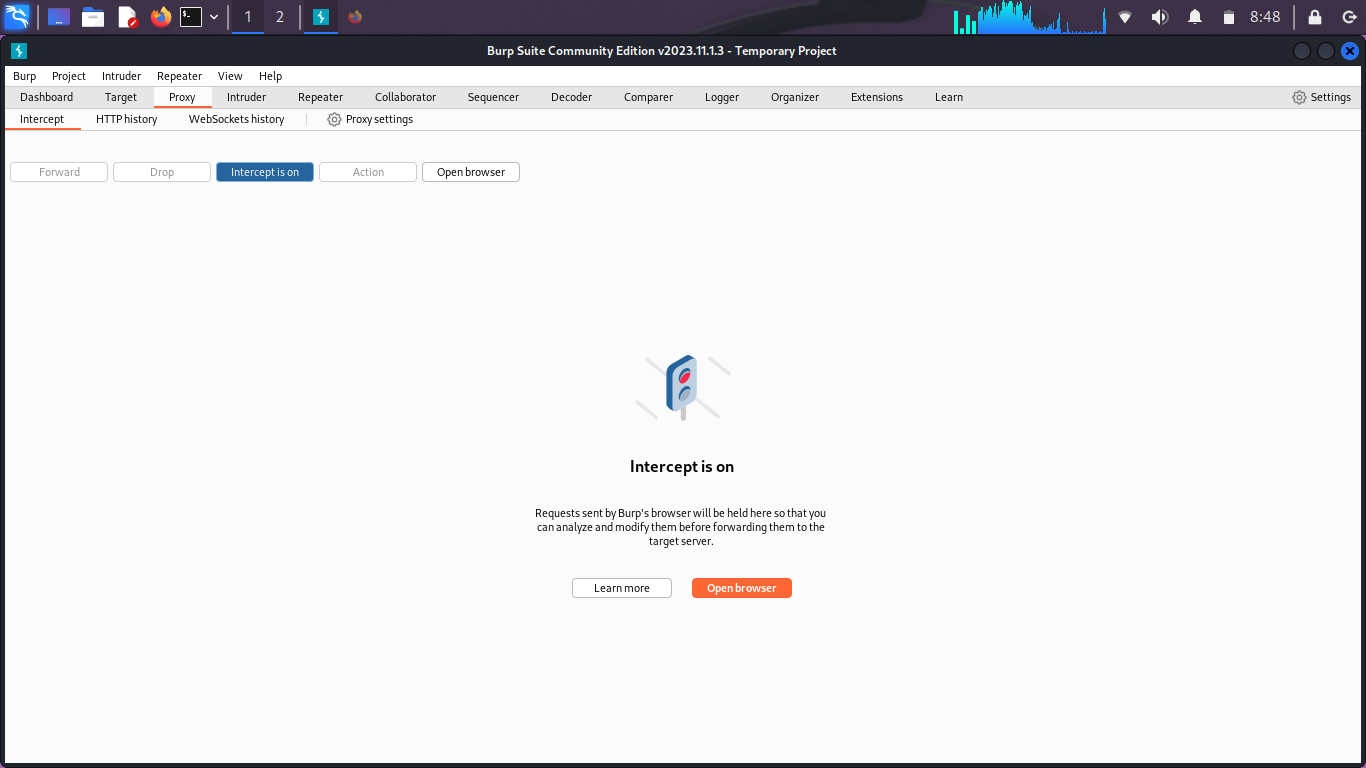 1 2 8:48
Burp Suite Community Edition v2023.11.1.3 - Temporary Project
Burp Project Intruder Repeater View Help
Dashboard Target Proxy Intruder Repeater Collaborator Sequencer Decoder Comparer Logger Organizer Extensions Learn Settings
Intercept HTTP history WebSockets history Proxy settings
Forward Drop Intercept is on Action Open browser
Intercept is on
Requests sent by Burp's browser will be held here so that you
can analyze and modify them before forwarding them to the
target server.
Learn more Open browser